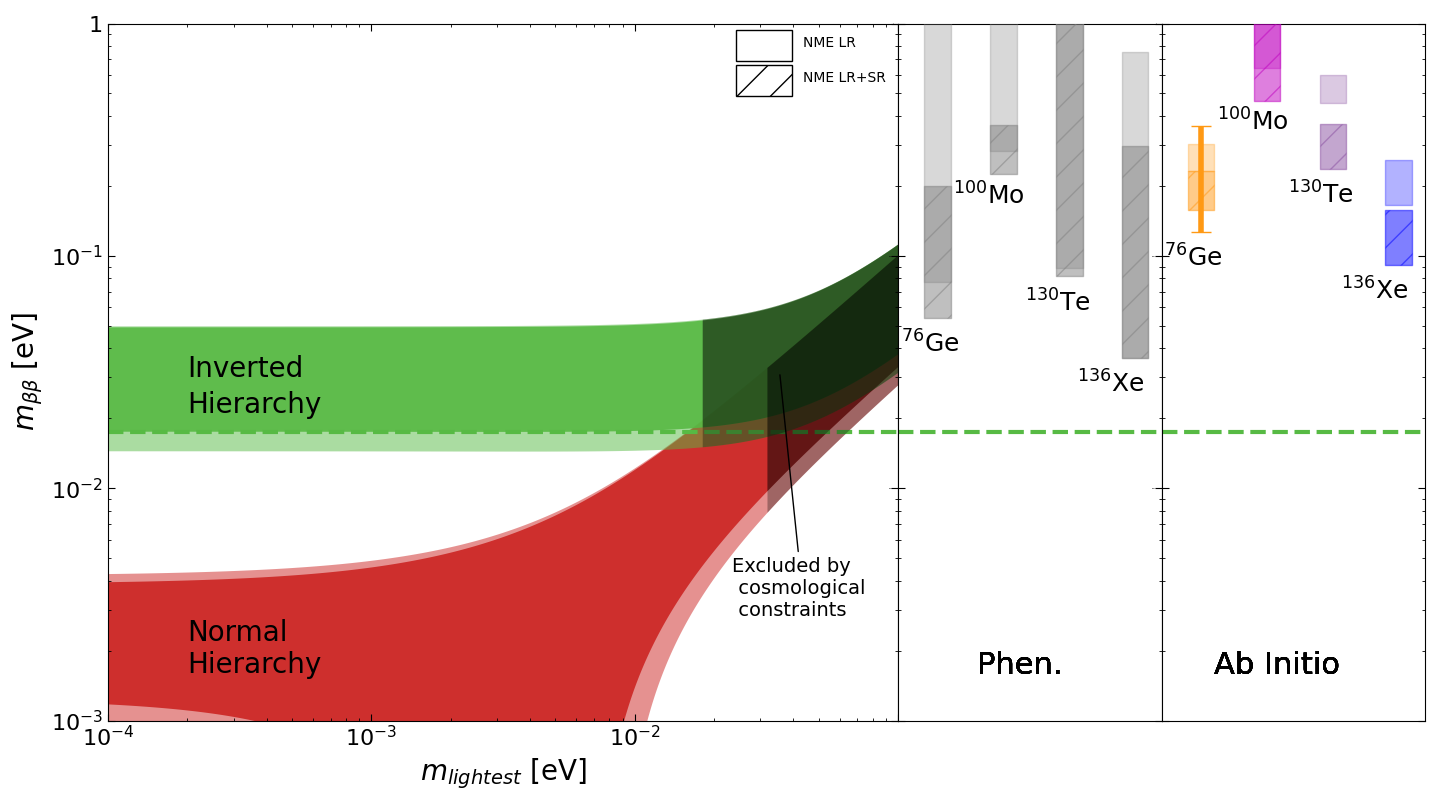 1
10⁻¹
10⁻²
10⁻³
m_ββ [eV]
10⁻⁴
10⁻³
10⁻²
m_lightest [eV]
NME LR
NME LR+SR
Inverted
Hierarchy
Normal
Hierarchy
Excluded by
cosmological
constraints
⁷⁶Ge
¹⁰⁰Mo
¹³⁰Te
¹³⁶Xe
Phen.
⁷⁶Ge
¹⁰⁰Mo
¹³⁰Te
¹³⁶Xe
Ab Initio